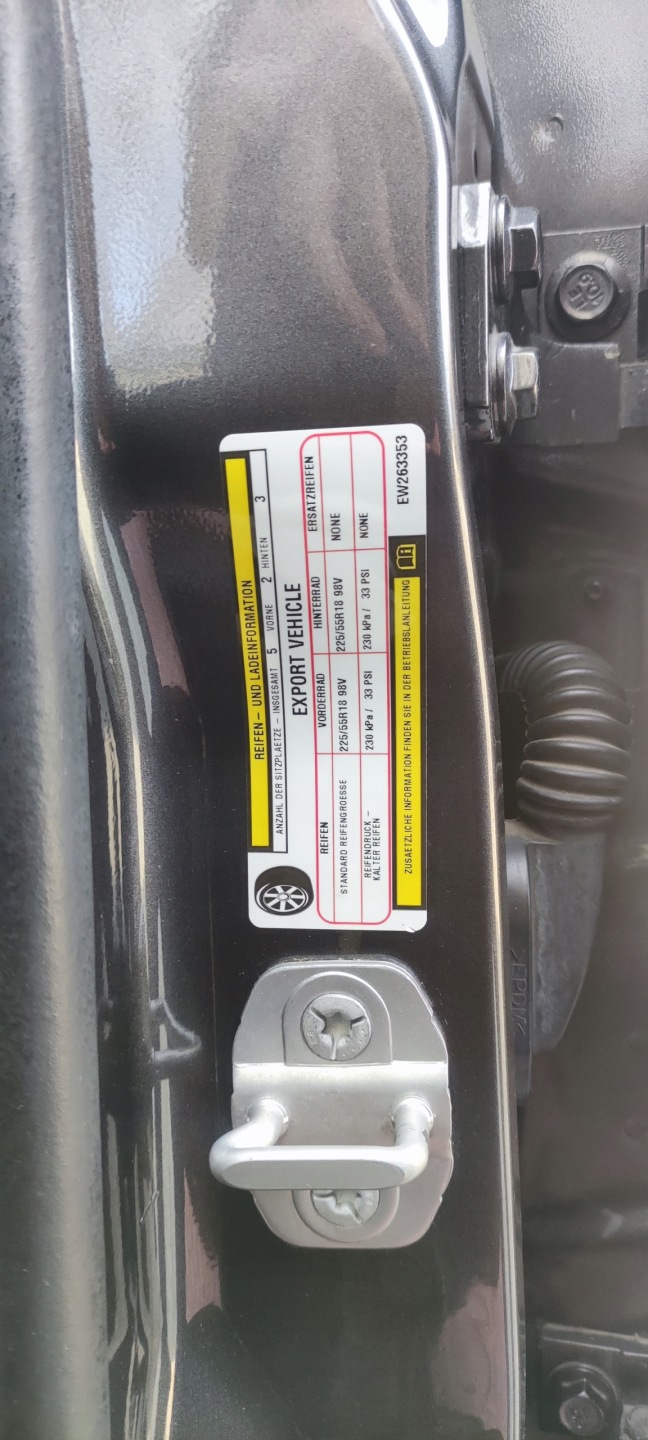 REIFEN- UND LADEINFORMATION
ANZAHL DER SITZPLAETZE - INSGESAMT 5 VORNE 2 HINTEN 3
EXPORT VEHICLE
REIFEN VORDERRAD HINTERRAD ERSATZREIFEN
STANDARD REIFENGROESSE 225/55R18 98V 225/55R18 98V NONE
REIFENDRUCK -
KALTER REIFEN 230 kPa / 33 PSI 230 kPa / 33 PSI NONE
ZUSAETZLICHE INFORMATION FINDEN SIE IN DER BETRIEBSLANLEITUNG
EW263353